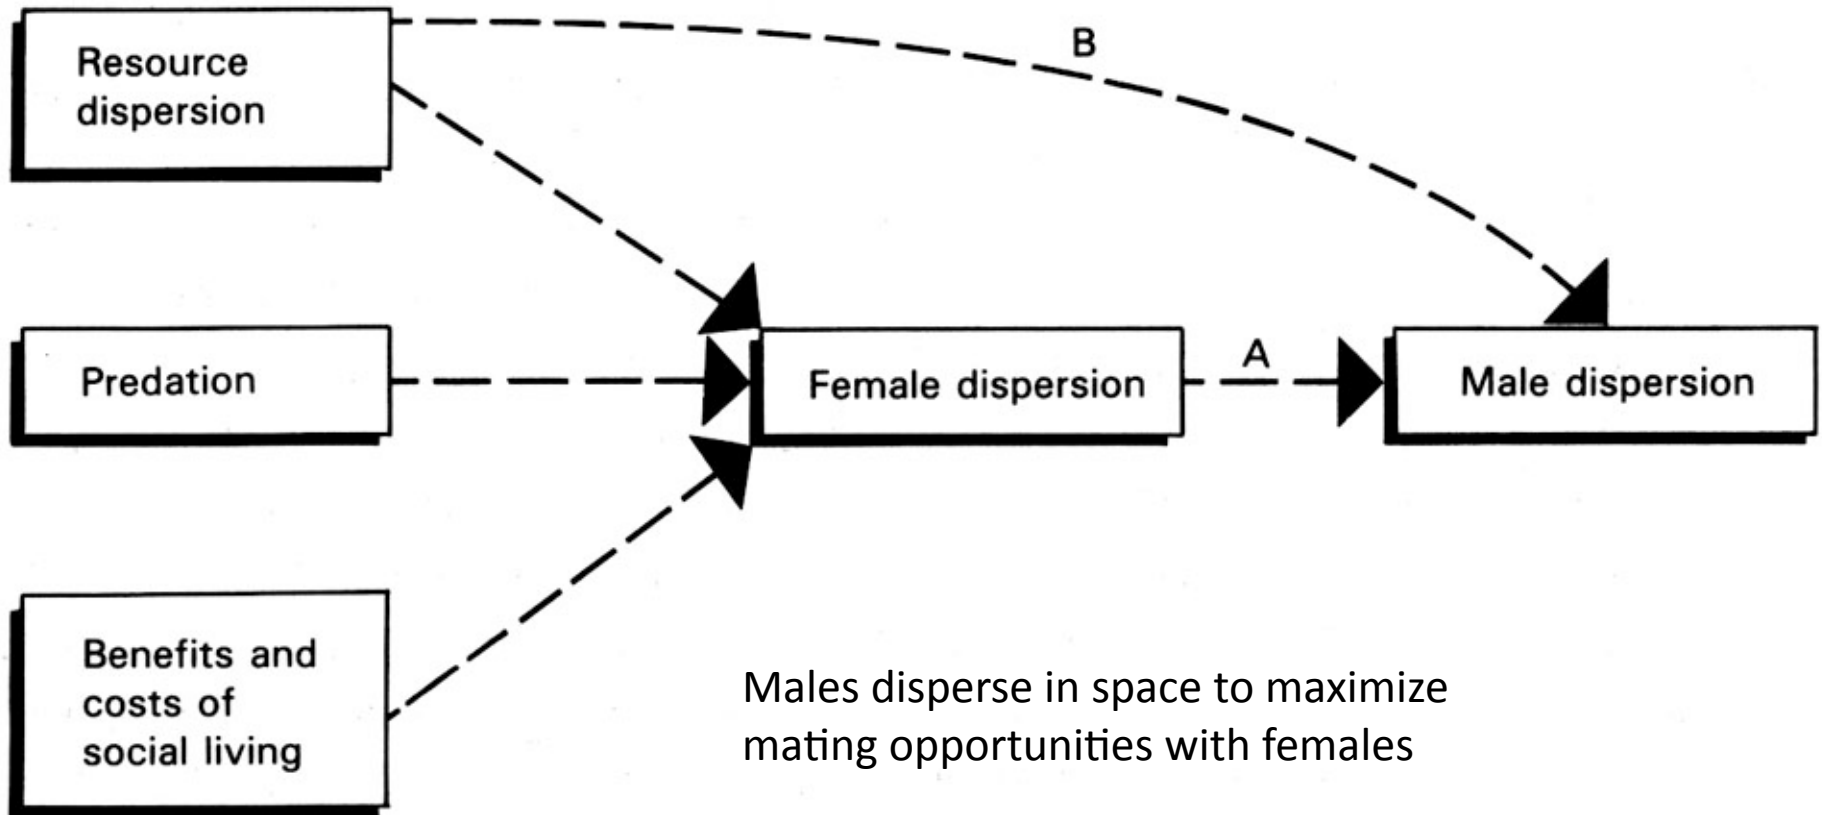 Resource
dispersion
B
Predation
Female dispersion
A
Male dispersion
Benefits and
costs of
social living
Males disperse in space to maximize
mating opportunities with females